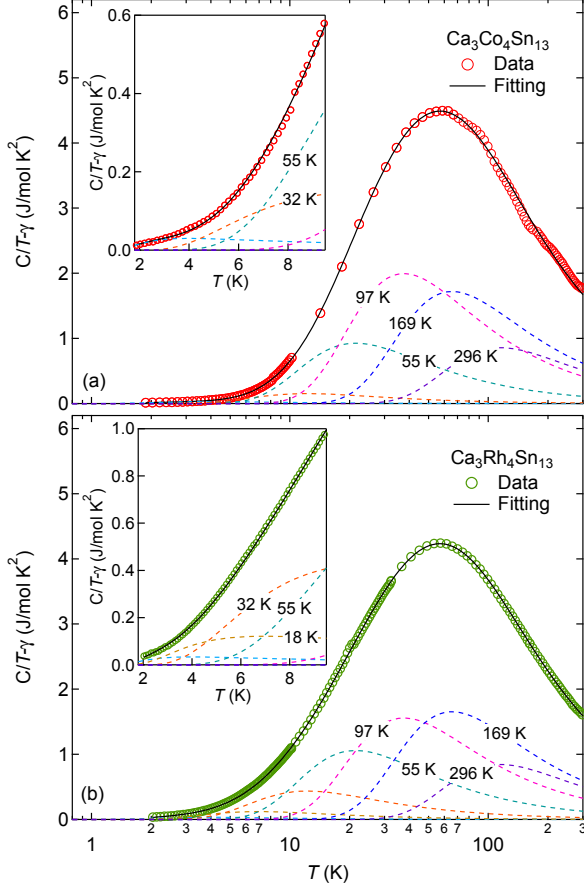 Ca3Co4Sn13
Data
Fitting
C/T-γ (J/mol K2)
6
5
4
3
2
1
0
C/T-γ (J/mol K2)
0.6
0.4
0.2
0.0
55 K
32 K
2
4
6
8
T (K)
97 K
169 K
296 K
55 K
(a)
Ca3Rh4Sn13
Data
Fitting
C/T-γ (J/mol K2)
6
5
4
3
2
1
0
C/T-γ (J/mol K2)
1.0
0.8
0.6
0.4
0.2
0.0
32 K
55 K
18 K
2
4
6
8
T (K)
97 K
169 K
55 K
296 K
(b)
1
2
3
4
5
6
7
10
2
3
4
5
6
7
100
2
3
T (K)